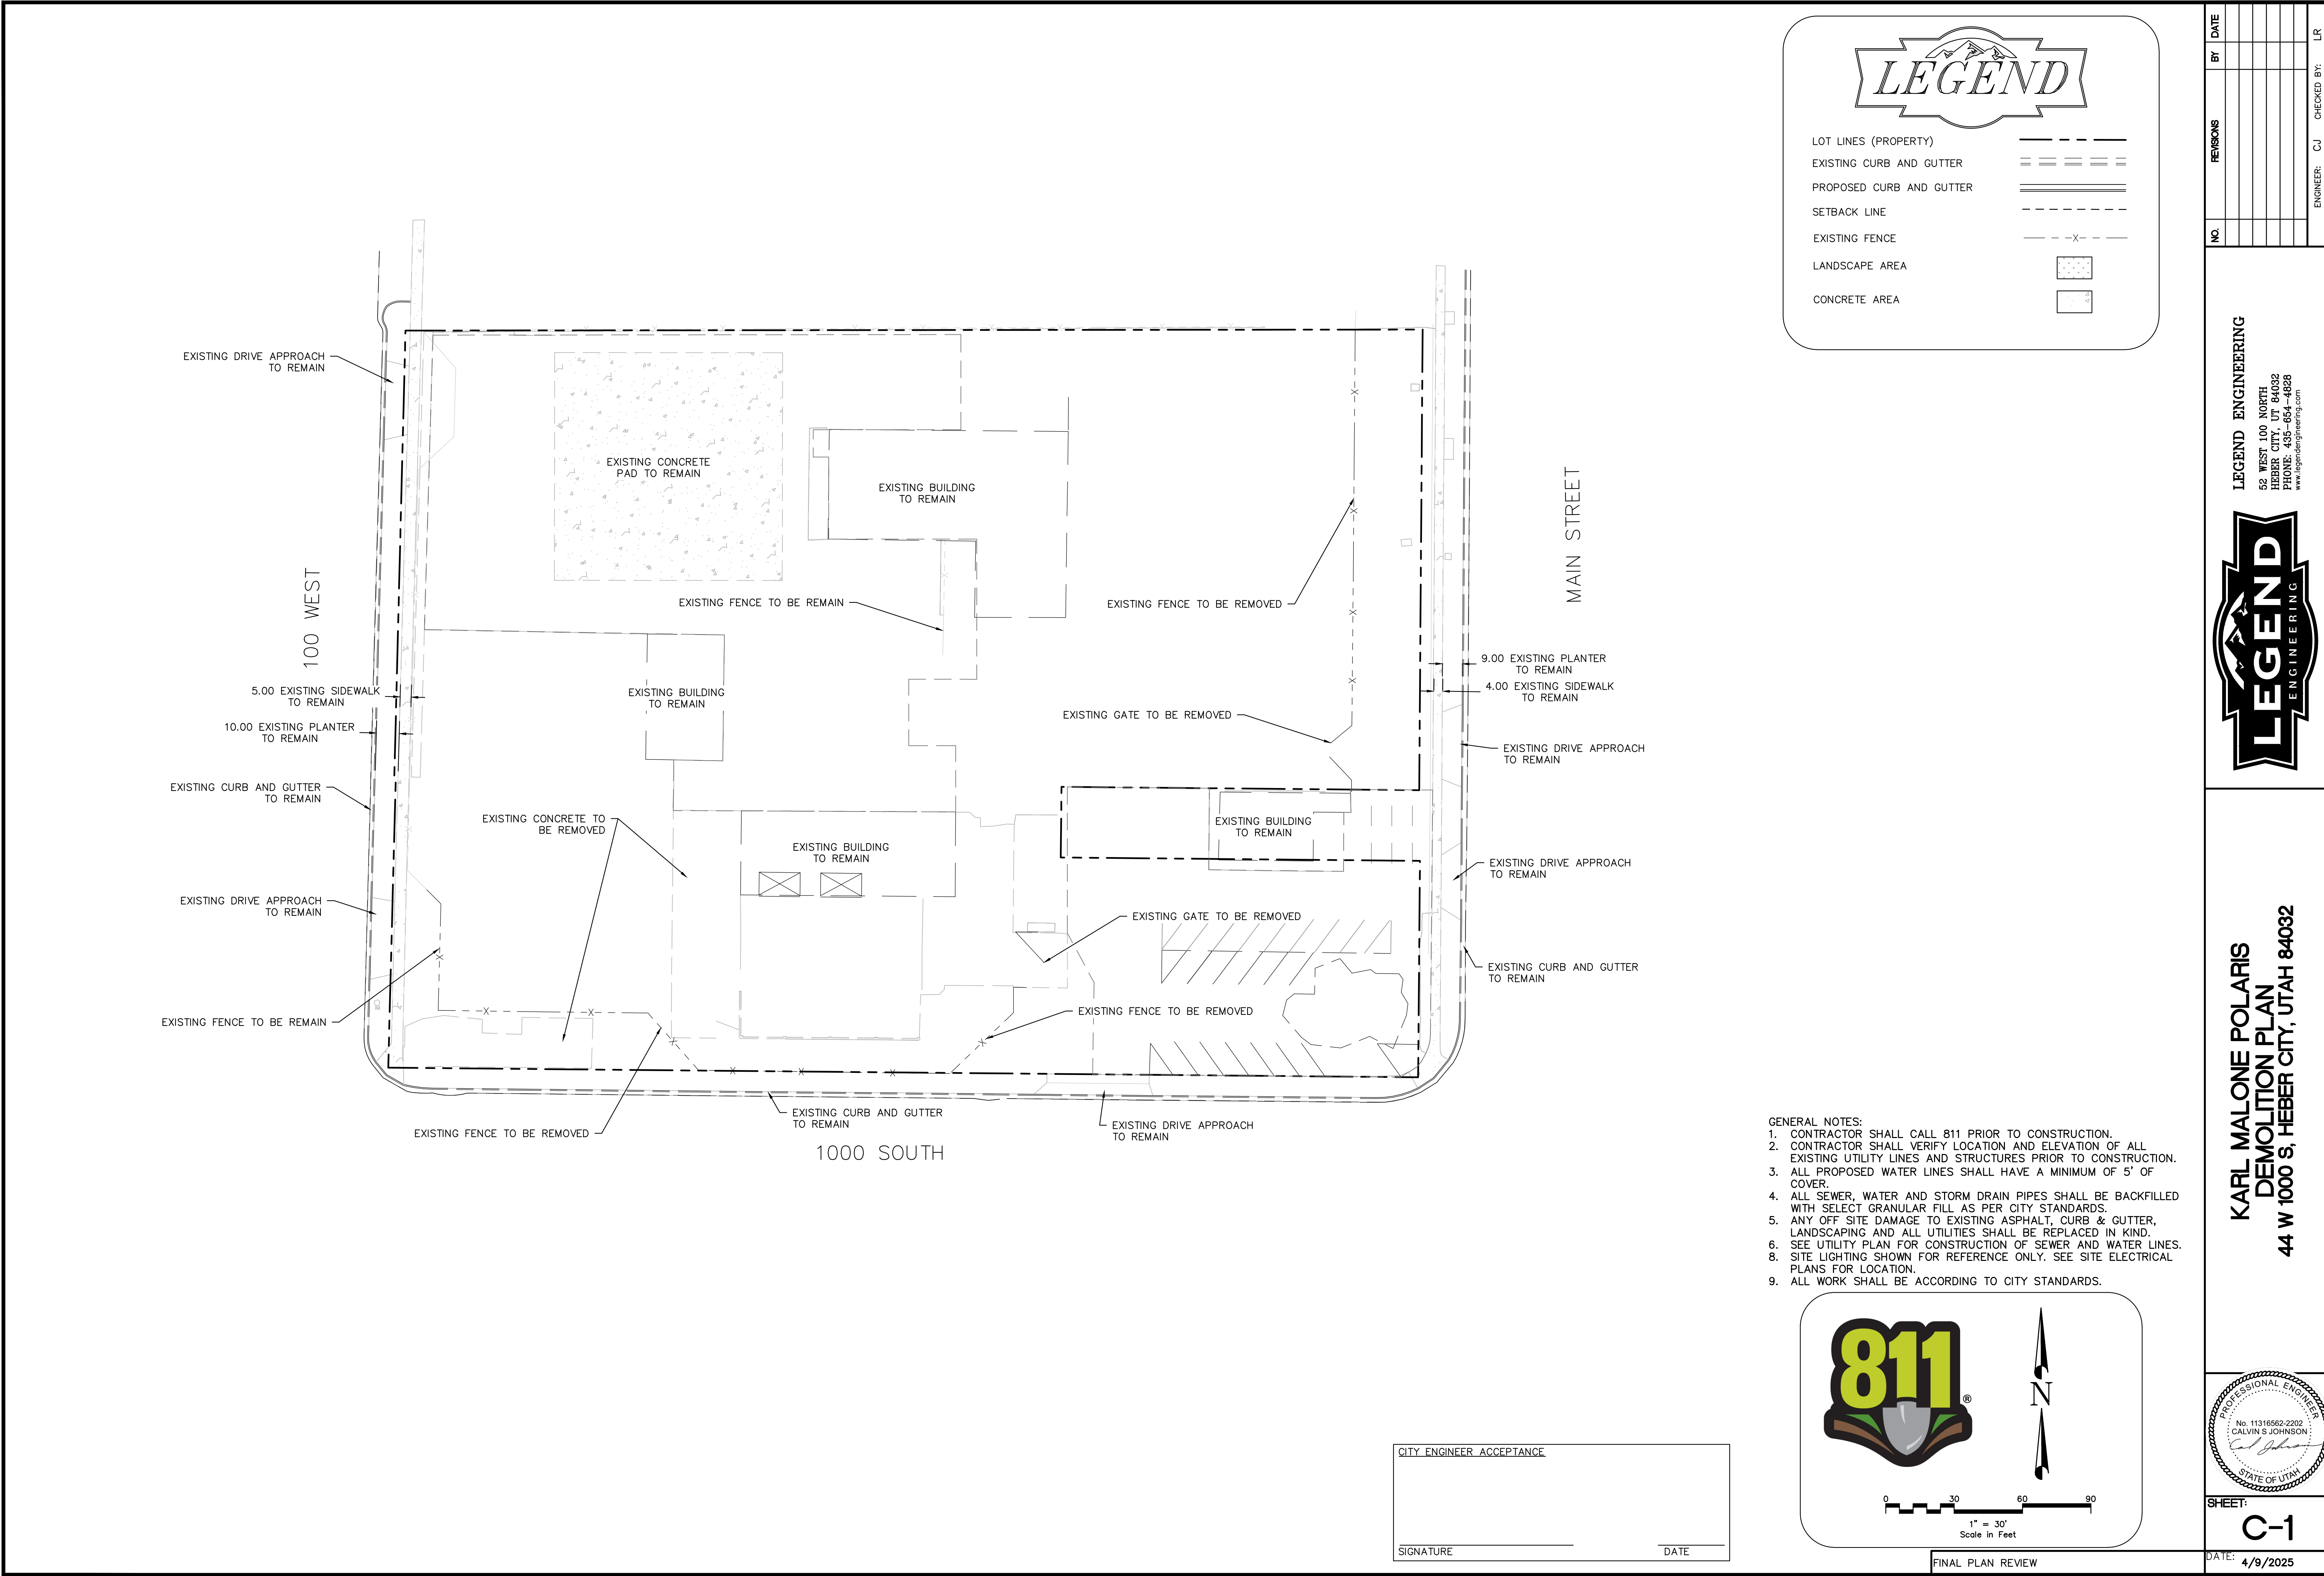 LEGEND
LOT LINES (PROPERTY)
EXISTING CURB AND GUTTER
PROPOSED CURB AND GUTTER
SETBACK LINE
EXISTING FENCE
X
LANDSCAPE AREA
CONCRETE AREA
EXISTING DRIVE APPROACH
TO REMAIN
EXISTING CONCRETE
PAD TO REMAIN
EXISTING BUILDING
TO REMAIN
MAIN STREET
100 WEST
EXISTING FENCE TO BE REMAIN
EXISTING FENCE TO BE REMOVED
5.00 EXISTING SIDEWALK
TO REMAIN
10.00 EXISTING PLANTER
TO REMAIN
EXISTING BUILDING
TO REMAIN
EXISTING GATE TO BE REMOVED
9.00 EXISTING PLANTER
TO REMAIN
4.00 EXISTING SIDEWALK
TO REMAIN
EXISTING DRIVE APPROACH
TO REMAIN
EXISTING CURB AND GUTTER
TO REMAIN
EXISTING CONCRETE TO
BE REMOVED
EXISTING BUILDING
TO REMAIN
EXISTING BUILDING
TO REMAIN
EXISTING DRIVE APPROACH
TO REMAIN
EXISTING DRIVE APPROACH
TO REMAIN
EXISTING GATE TO BE REMOVED
EXISTING CURB AND GUTTER
TO REMAIN
EXISTING FENCE TO BE REMAIN
EXISTING FENCE TO BE REMOVED
EXISTING FENCE TO BE REMOVED
EXISTING CURB AND GUTTER
TO REMAIN
EXISTING DRIVE APPROACH
TO REMAIN
1000 SOUTH
GENERAL NOTES:
1. CONTRACTOR SHALL CALL 811 PRIOR TO CONSTRUCTION.
2. CONTRACTOR SHALL VERIFY LOCATION AND ELEVATION OF ALL
EXISTING UTILITY LINES AND STRUCTURES PRIOR TO CONSTRUCTION.
3. ALL PROPOSED WATER LINES SHALL HAVE A MINIMUM OF 5' OF
COVER.
4. ALL SEWER, WATER AND STORM DRAIN PIPES SHALL BE BACKFILLED
WITH SELECT GRANULAR FILL AS PER CITY STANDARDS.
5. ANY OFF SITE DAMAGE TO EXISTING ASPHALT, CURB & GUTTER,
LANDSCAPING AND ALL UTILITIES SHALL BE REPLACED IN KIND.
6. SEE UTILITY PLAN FOR CONSTRUCTION OF SEWER AND WATER LINES.
8. SITE LIGHTING SHOWN FOR REFERENCE ONLY. SEE SITE ELECTRICAL
PLANS FOR LOCATION.
9. ALL WORK SHALL BE ACCORDING TO CITY STANDARDS.
811®
N
0 30 60 90
1" = 30'
Scale in Feet
CITY ENGINEER ACCEPTANCE
SIGNATURE DATE
FINAL PLAN REVIEW
NO. REVISIONS BY DATE
ENGINEER: CJ CHECKED BY: LR
LEGEND ENGINEERING
52 WEST 100 NORTH
HEBER CITY, UT 84032
PHONE: 435-654-4828
www.legendengineering.com
LEGEND
ENGINEERING
KARL MALONE POLARIS
DEMOLITION PLAN
44 W 1000 S, HEBER CITY, UTAH 84032
PROFESSIONAL ENGINEER
No. 11316562-2202
CALVIN S JOHNSON
Cal Johnson
STATE OF UTAH
SHEET:
C-1
DATE: 4/9/2025